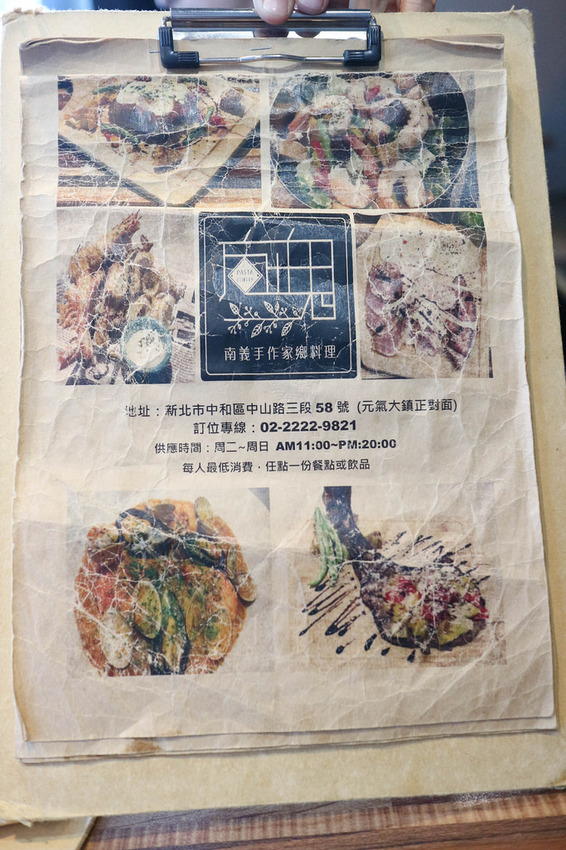 PASTA
南義手作家鄉料理
地址：新北市中和區中山路三段 58 號 (元氣大鎮正對面)
訂位專線：02-2222-9821
供應時間：周二~周日 AM11:00~PM:20:00
每人最低消費．任點一份餐點或飲品